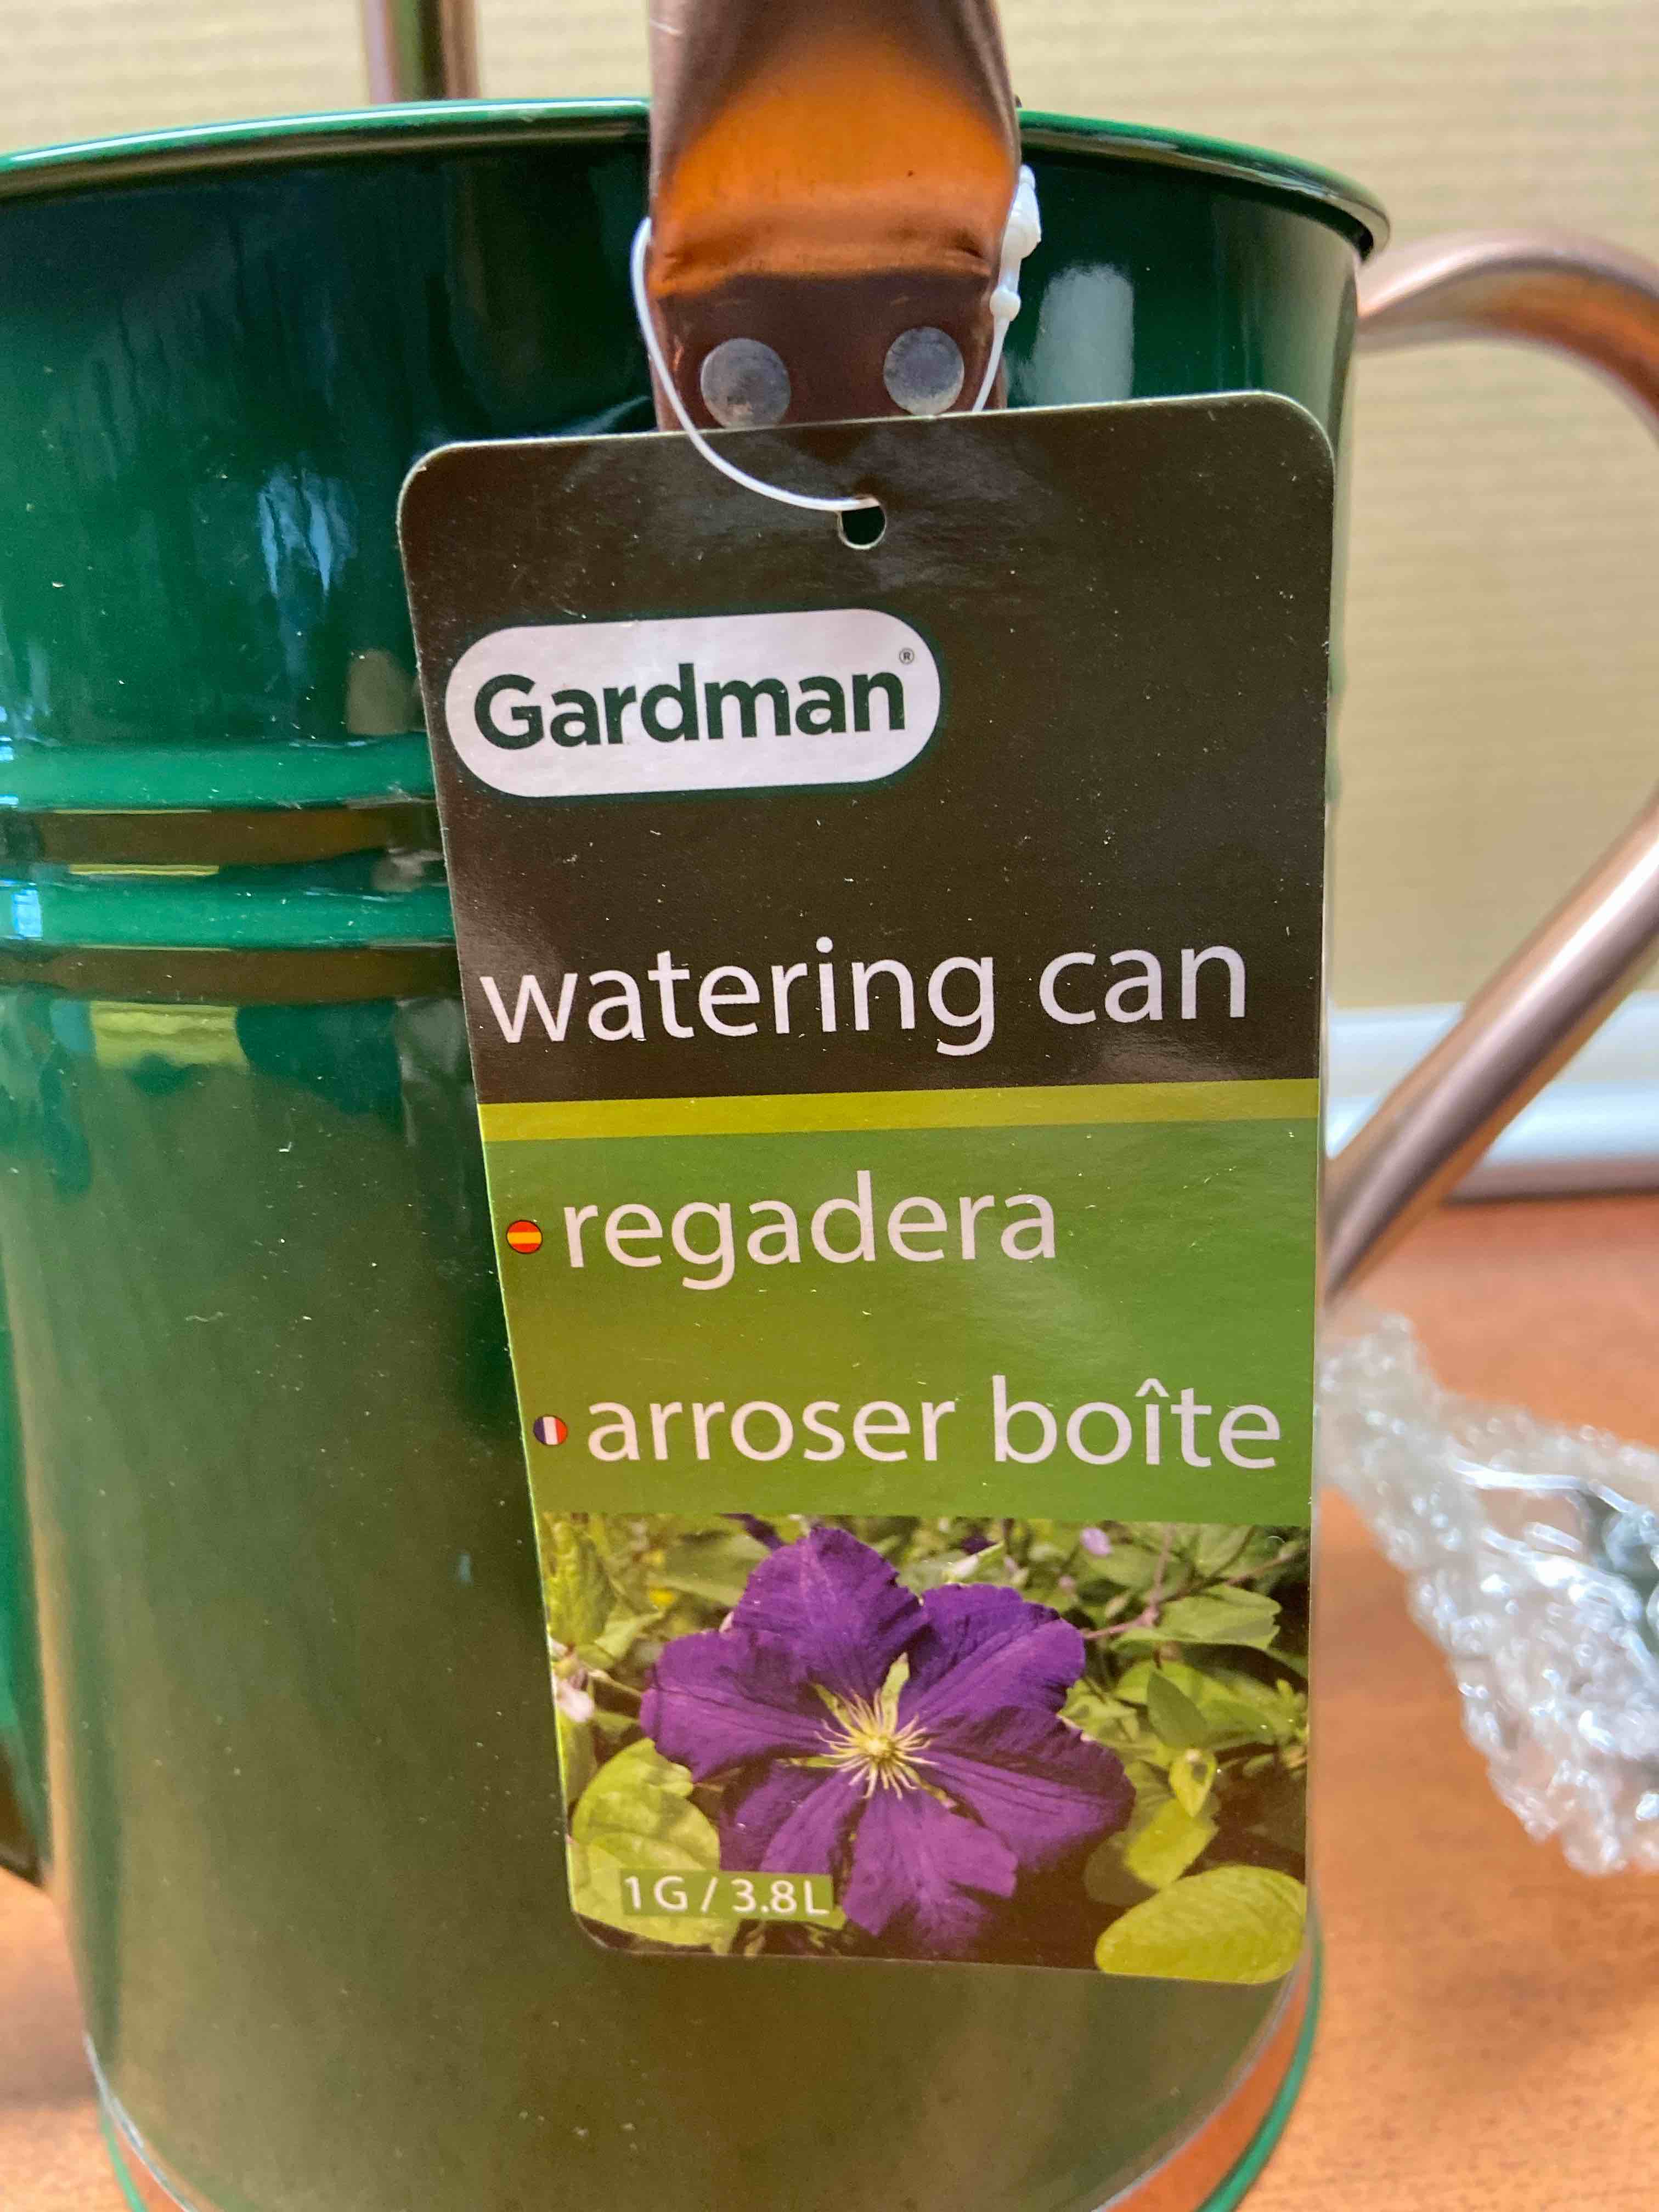 Gardman®
watering can
regadera
arroser boîte
1G / 3.8L